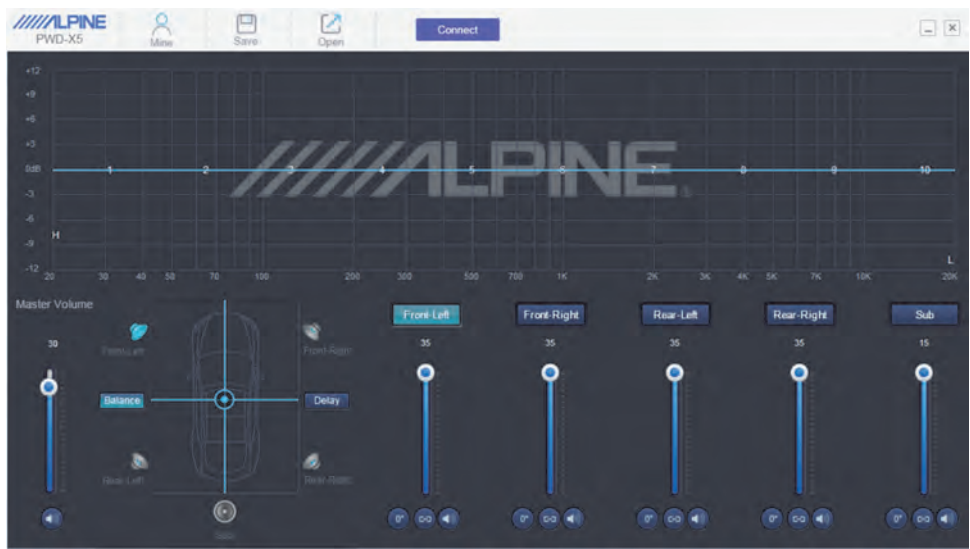 ALPINE
PWD-X5
Mine
Save
Open
Connect
+12
+9
+6
+3
0dB
-3
-6
-9
-12
ALPINE
1 2 3 4 5 6 7 8 9 10
H
L
20 30 40 50 70 100 200 300 500 700 1K 2K 3K 4K 5K 7K 10K 20K
Master Volume
30
Front-Left
Front-Right
Balance
Delay
Rear-Left
Rear-Right
Front-Left
Front-Right
Rear-Left
Rear-Right
Sub
35
35
35
35
15
0°
0°
0°
0°
0°